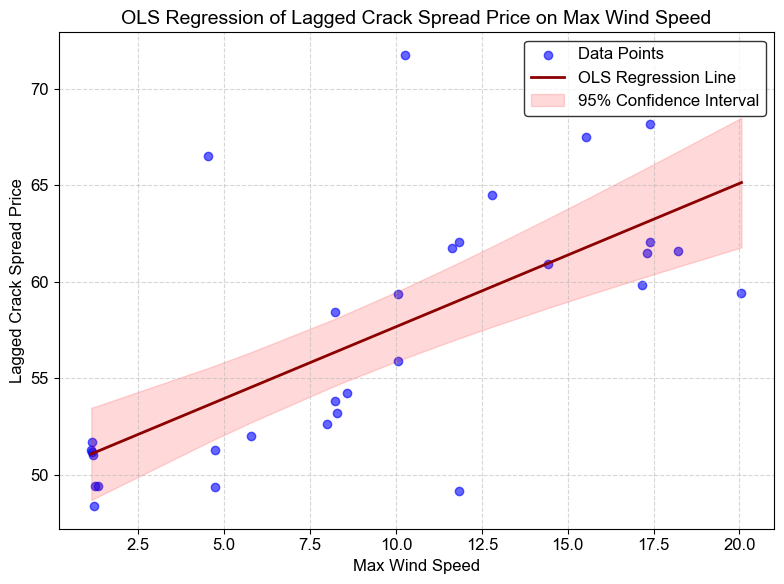 OLS Regression of Lagged Crack Spread Price on Max Wind Speed
Data Points
OLS Regression Line
95% Confidence Interval
Lagged Crack Spread Price
70
65
60
55
50
2.5 5.0 7.5 10.0 12.5 15.0 17.5 20.0
Max Wind Speed